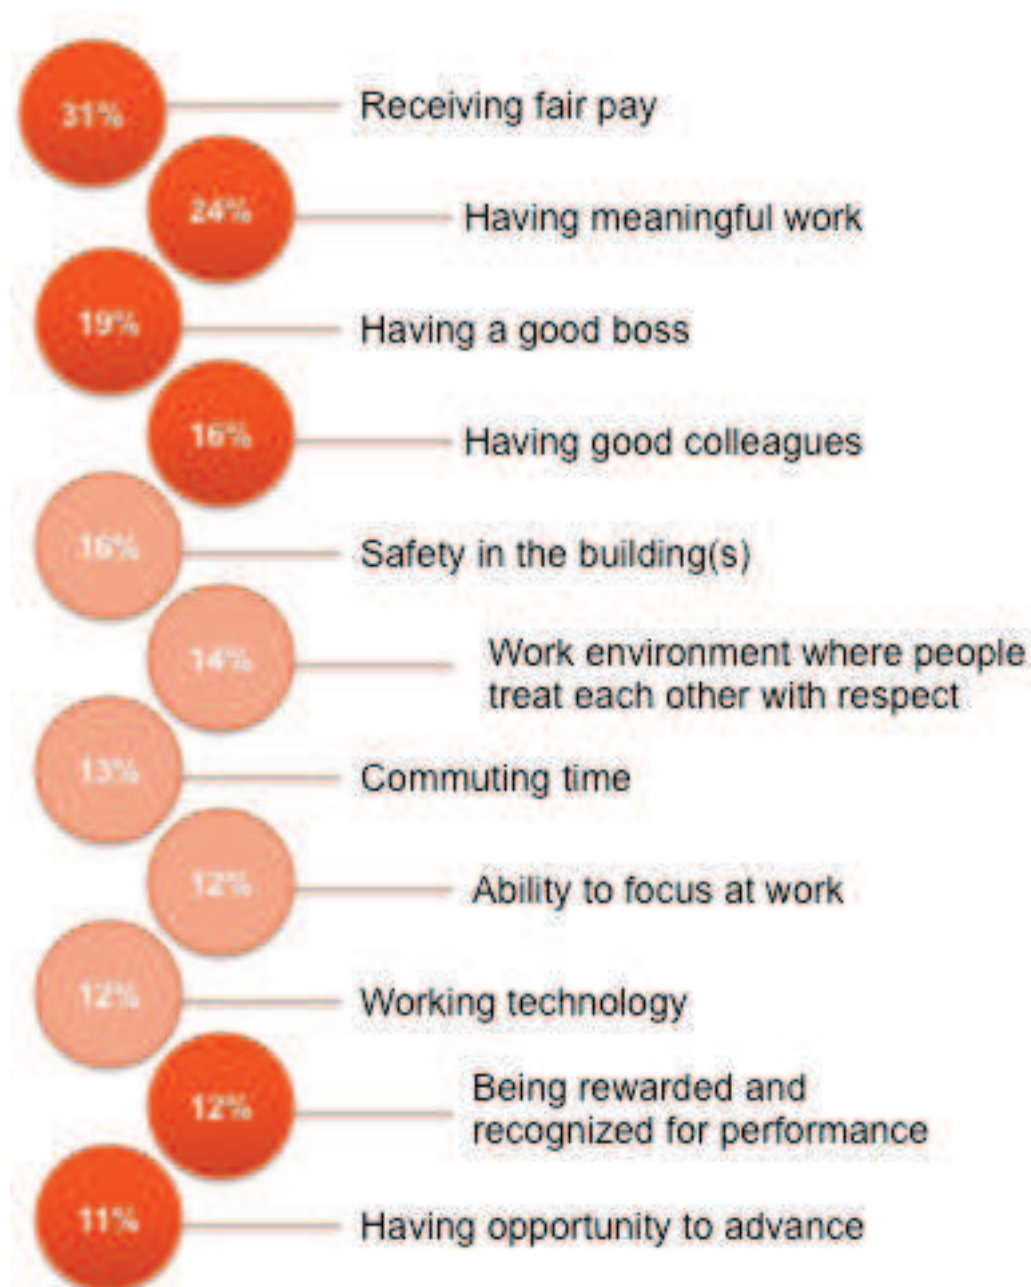 31%
Receiving fair pay
24%
Having meaningful work
19%
Having a good boss
16%
Having good colleagues
16%
Safety in the building(s)
14%
Work environment where people
treat each other with respect
13%
Commuting time
12%
Ability to focus at work
12%
Working technology
12%
Being rewarded and
recognized for performance
11%
Having opportunity to advance